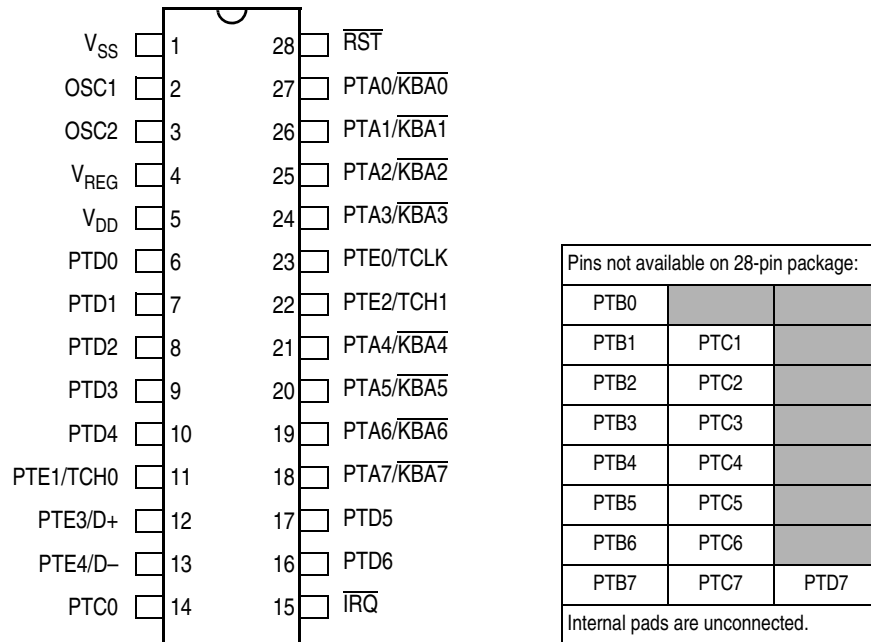 VSS 1 28 RST
OSC1 2 27 PTA0/KBA0
OSC2 3 26 PTA1/KBA1
VREG 4 25 PTA2/KBA2
VDD 5 24 PTA3/KBA3
PTD0 6 23 PTE0/TCLK
PTD1 7 22 PTE2/TCH1
PTD2 8 21 PTA4/KBA4
PTD3 9 20 PTA5/KBA5
PTD4 10 19 PTA6/KBA6
PTE1/TCH0 11 18 PTA7/KBA7
PTE3/D+ 12 17 PTD5
PTE4/D– 13 16 PTD6
PTC0 14 15 IRQ
Pins not available on 28-pin package:
PTB0
PTB1 PTC1
PTB2 PTC2
PTB3 PTC3
PTB4 PTC4
PTB5 PTC5
PTB6 PTC6
PTB7 PTC7 PTD7
Internal pads are unconnected.